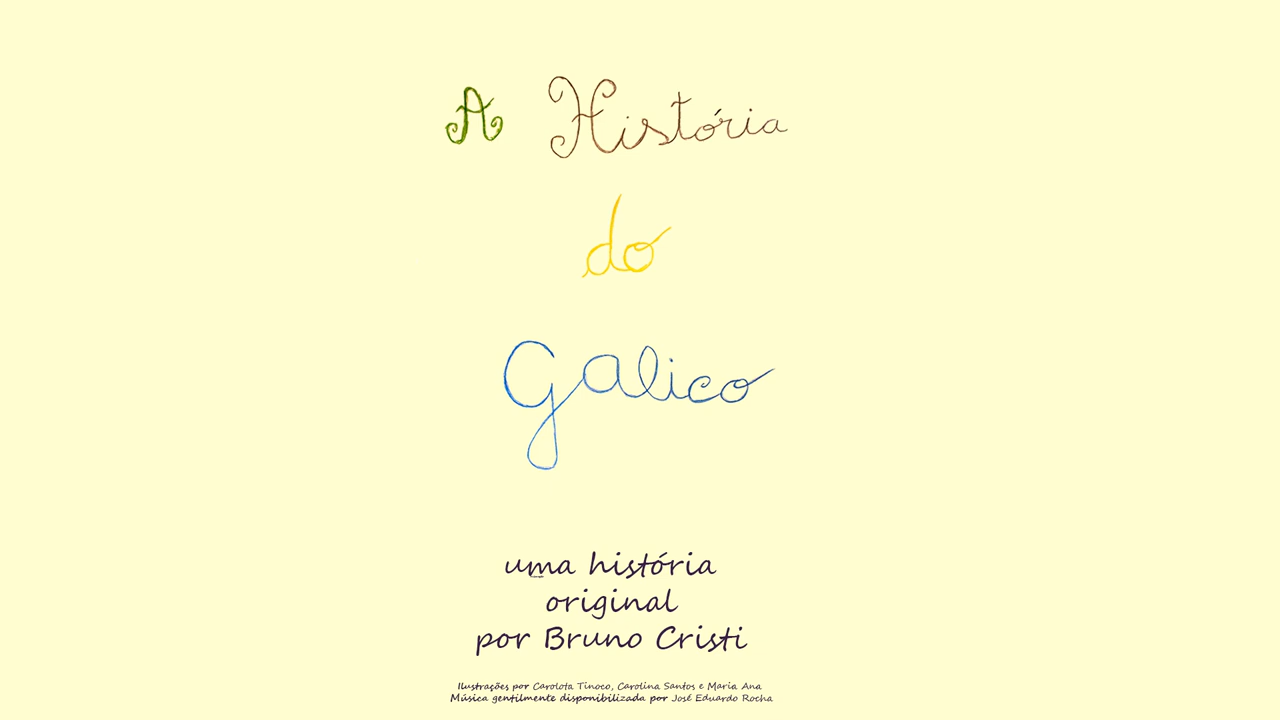 A História
do
Galico
uma história
original
por Bruno Cristi
Ilustrações por Carolota Tinoco, Carolina Santos e Maria Ana
Música gentilmente disponibilizada por José Eduardo Rocha